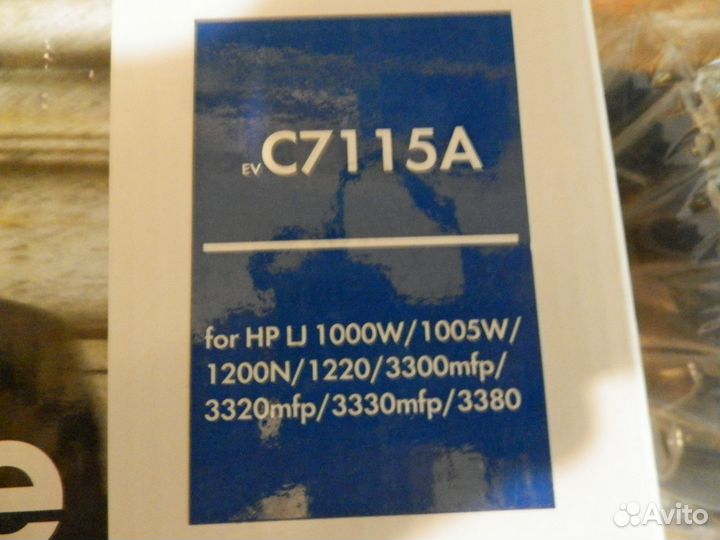 EV C7115A
for HP LJ 1000W/1005W/
1200N/1220/3300mfp/
3320mfp/3330mfp/3380
e
Avito